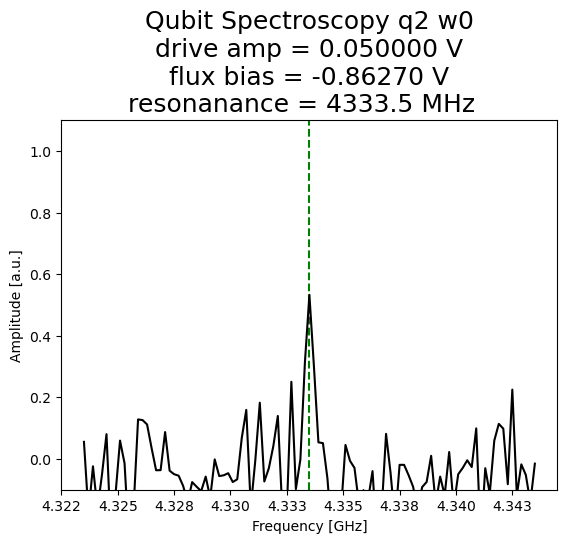 Qubit Spectroscopy q2 w0
drive amp = 0.050000 V
flux bias = -0.86270 V
resonanance = 4333.5 MHz
1.0
0.8
0.6
0.4
0.2
0.0
Amplitude [a.u.]
4.322 4.325 4.328 4.330 4.333 4.335 4.338 4.340 4.343
Frequency [GHz]